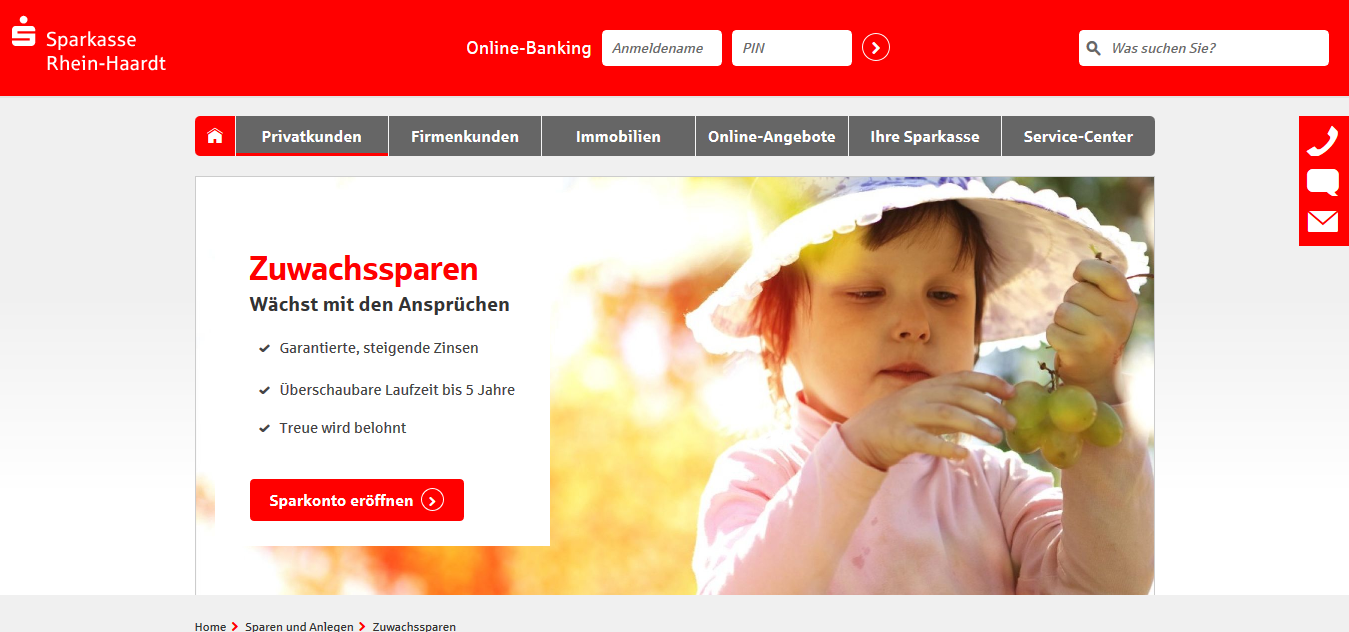 Sparkasse
Rhein-Haardt
Online-Banking Anmeldename PIN
Was suchen Sie?
Privatkunden Firmenkunden Immobilien Online-Angebote Ihre Sparkasse Service-Center
Zuwachssparen
Wächst mit den Ansprüchen
Garantierte, steigende Zinsen
Überschaubare Laufzeit bis 5 Jahre
Treue wird belohnt
Sparkonto eröffnen
Home Sparen und Anlegen Zuwachssparen